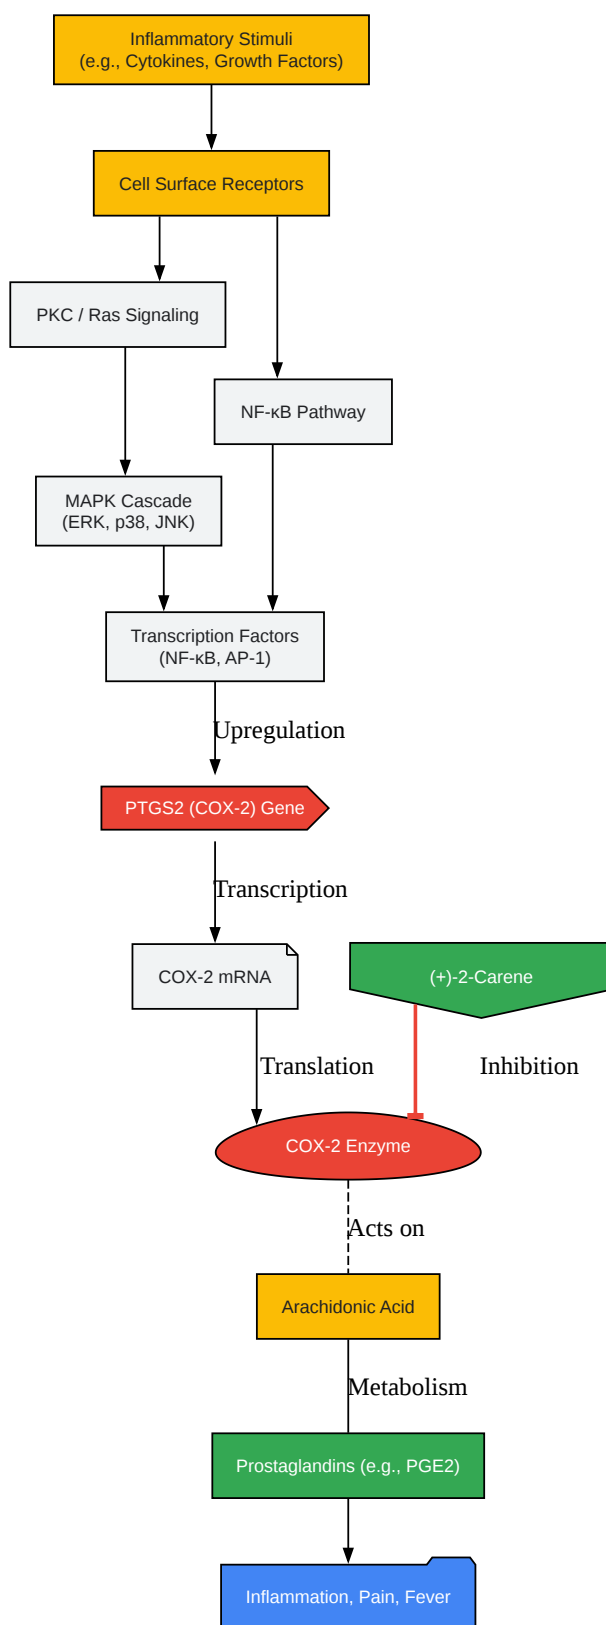 Inflammatory Stimuli
(e.g., Cytokines, Growth Factors)
Cell Surface Receptors
PKC / Ras Signaling
NF-κB Pathway
MAPK Cascade
(ERK, p38, JNK)
Transcription Factors
(NF-κB, AP-1)
Upregulation
PTGS2 (COX-2) Gene
Transcription
COX-2 mRNA
(+)-2-Carene
Translation
Inhibition
COX-2 Enzyme
Acts on
Arachidonic Acid
Metabolism
Prostaglandins (e.g., PGE2)
Inflammation, Pain, Fever